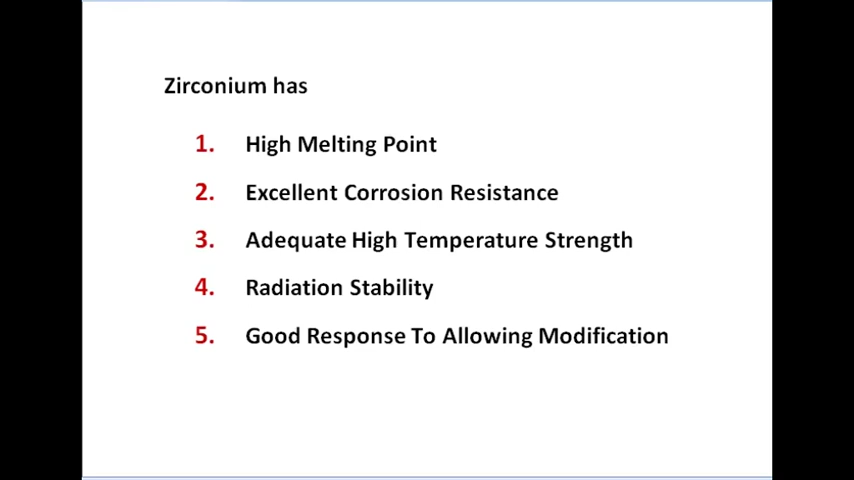 Zirconium has
1. High Melting Point
2. Excellent Corrosion Resistance
3. Adequate High Temperature Strength
4. Radiation Stability
5. Good Response To Allowing Modification